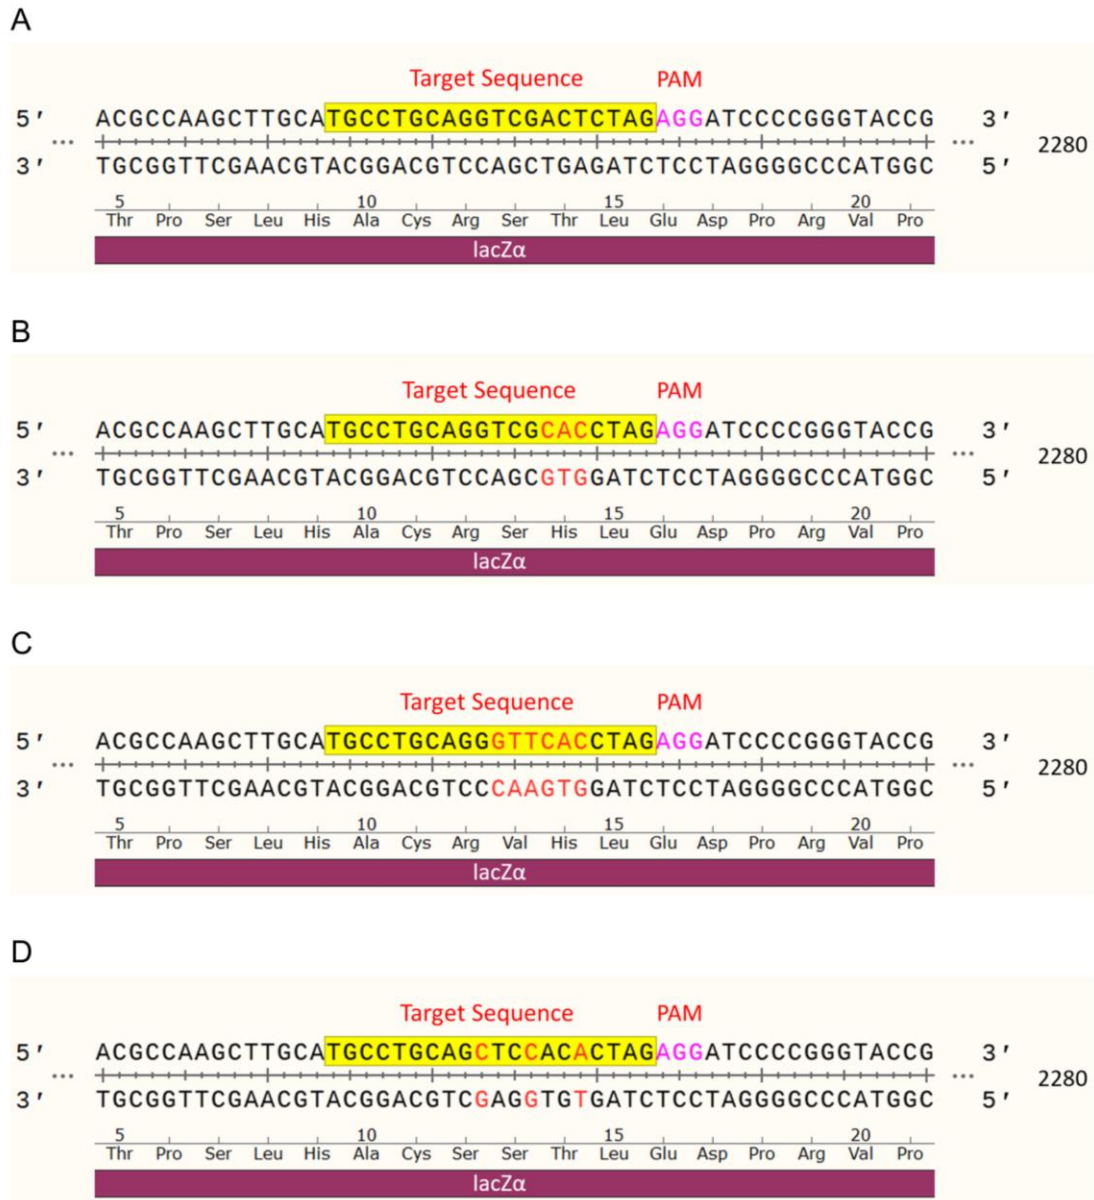 A
Target Sequence PAM
5′ ACGCCAAGCTTGCATGCCTGCAGGTCGACTCTAGAGGATCCCCGGGTACCG 3′
... ... 2280
3′ TGCGGTTCGAACGTACGGACGTCCAGCTGAGATCTCCTAGGGGCCCATGGC 5′
5 10 15 20
Thr Pro Ser Leu His Ala Cys Arg Ser Thr Leu Glu Asp Pro Arg Val Pro
lacZα
B
Target Sequence PAM
5′ ACGCCAAGCTTGCATGCCTGCAGGTCGCACCTAGAGGATCCCCGGGTACCG 3′
... ... 2280
3′ TGCGGTTCGAACGTACGGACGTCCAGCGTGGATCTCCTAGGGGCCCATGGC 5′
5 10 15 20
Thr Pro Ser Leu His Ala Cys Arg Ser His Leu Glu Asp Pro Arg Val Pro
lacZα
C
Target Sequence PAM
5′ ACGCCAAGCTTGCATGCCTGCAGGGTTCACCTAGAGGATCCCCGGGTACCG 3′
... ... 2280
3′ TGCGGTTCGAACGTACGGACGTCCCAAGTGGATCTCCTAGGGGCCCATGGC 5′
5 10 15 20
Thr Pro Ser Leu His Ala Cys Arg Val His Leu Glu Asp Pro Arg Val Pro
lacZα
D
Target Sequence PAM
5′ ACGCCAAGCTTGCATGCCTGCAGCTCCACACTAGAGGATCCCCGGGTACCG 3′
... ... 2280
3′ TGCGGTTCGAACGTACGGACGTCGAGGTGTGATCTCCTAGGGGCCCATGGC 5′
5 10 15 20
Thr Pro Ser Leu His Ala Cys Ser Ser Thr Leu Glu Asp Pro Arg Val Pro
lacZα